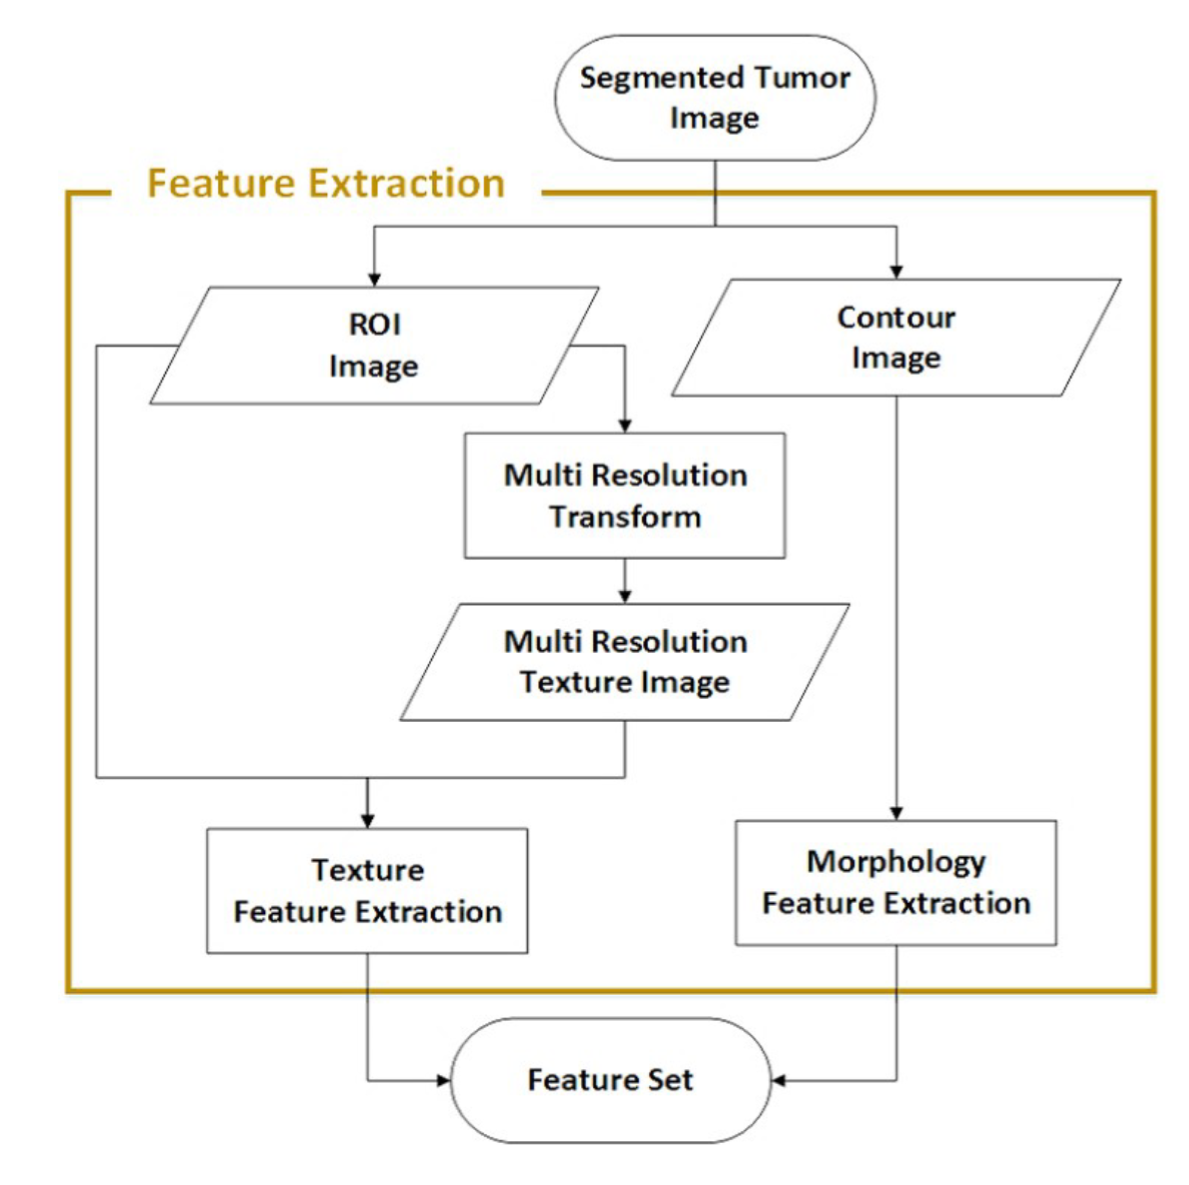 Segmented Tumor
Image
Feature Extraction
ROI
Image
Contour
Image
Multi Resolution
Transform
Multi Resolution
Texture Image
Texture
Feature Extraction
Morphology
Feature Extraction
Feature Set